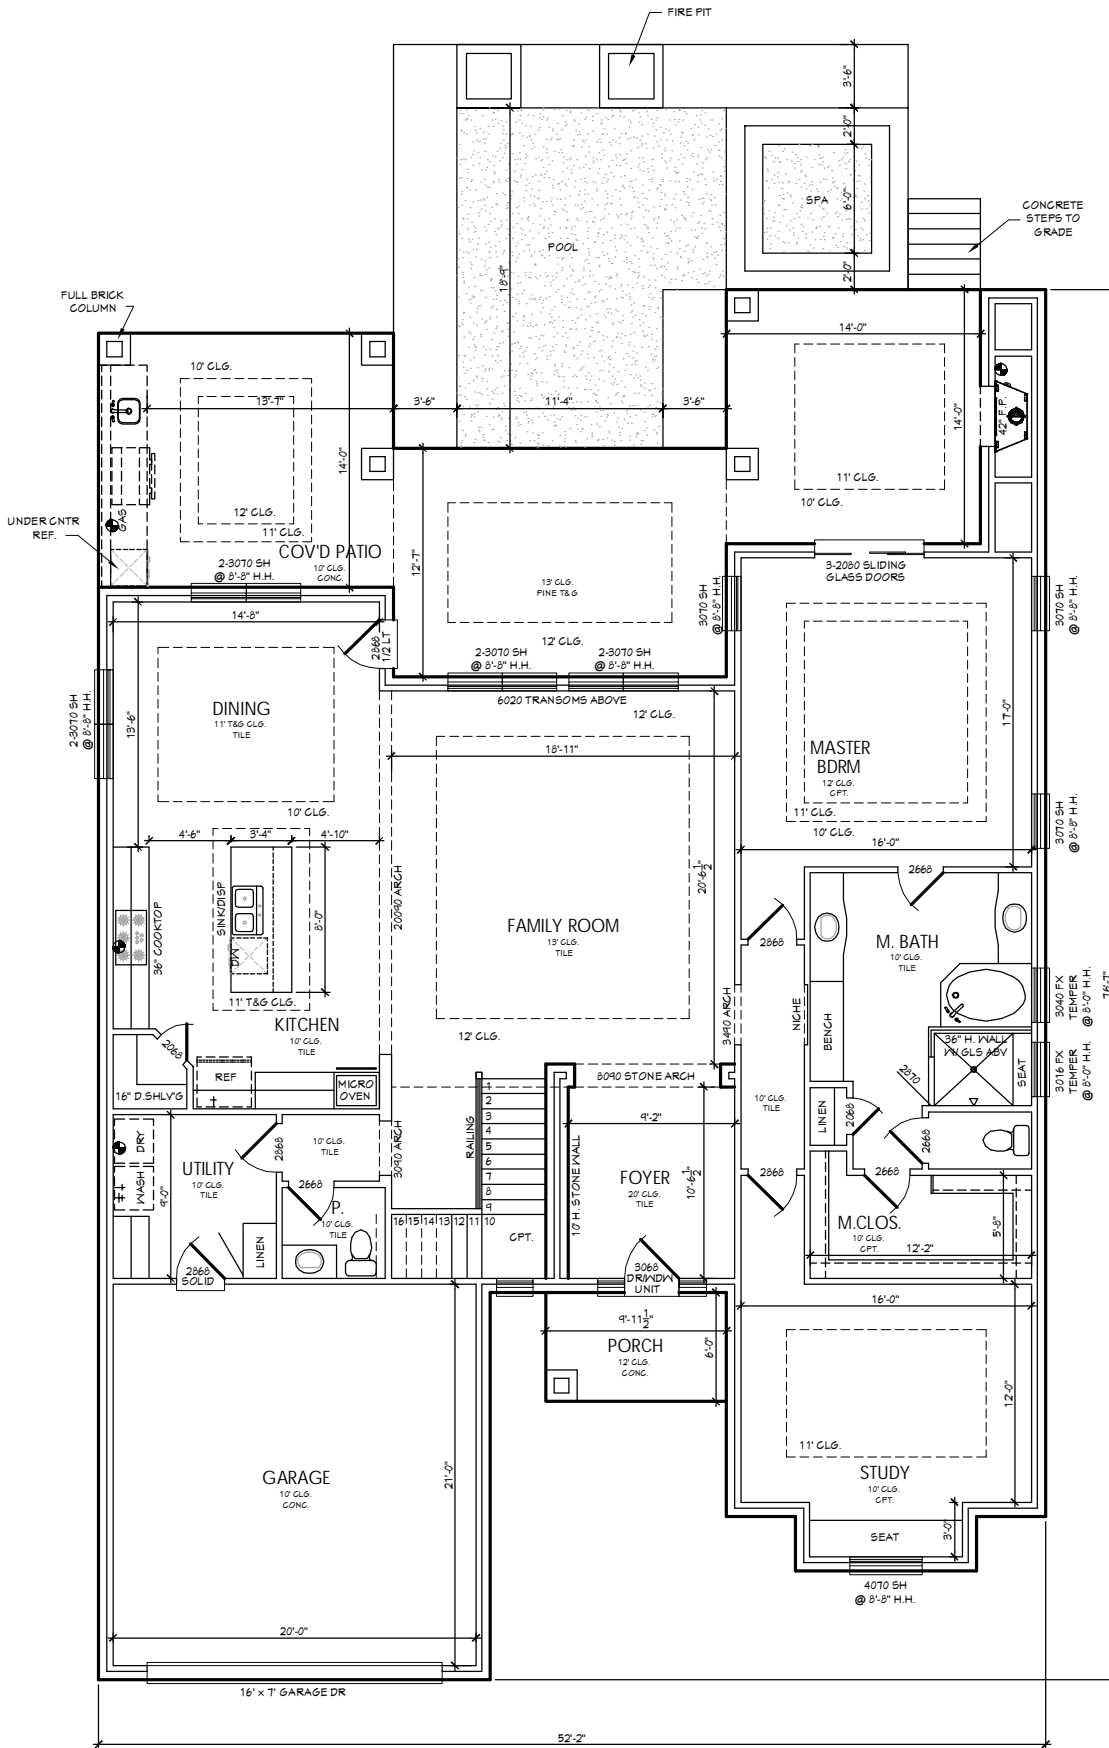 FIRE PIT
3'-6"
2'-0"
6'-0"
SPA
2'-0"
CONCRETE
STEPS TO
GRADE
POOL
18'-9"
FULL BRICK
COLUMN
10' CLG.
13'-7"
3'-6"
11'-4"
3'-6"
14'-0"
14'-0"
42" F.P.
11' CLG.
10' CLG.
14'-0"
12' CLG.
11' CLG.
GAS
UNDER CNTR
REF.
COV'D PATIO
10' CLG.
CONC.
12'-7"
13' CLG.
PINE T&G
12' CLG.
2-3070 SH
@ 8'-8" H.H.
3-2080 SLIDING
GLASS DOORS
3070 SH
@ 8'-8" H.H.
3070 SH
@ 8'-8" H.H.
14'-8"
2868
1/2 LT
2-3070 SH
@ 8'-8" H.H.
2-3070 SH
@ 8'-8" H.H.
6020 TRANSOMS ABOVE
12' CLG.
2-3070 SH
@ 8'-8" H.H.
13'-6"
DINING
11' T&G CLG.
TILE
10' CLG.
18'-11"
17'-0"
MASTER
BDRM
12' CLG.
CPT.
11' CLG.
10' CLG.
16'-0"
3070 SH
@ 8'-8" H.H.
4'-6"
3'-4"
4'-10"
20'-6 1/2"
2668
SINK/DISP
DW
8'-0"
36" COOKTOP
20090 ARCH
FAMILY ROOM
13' CLG.
TILE
2868
M. BATH
10' CLG.
TILE
3040 FX
TEMPER
@ 8'-0" H.H.
76'-7"
11' T&G CLG.
KITCHEN
10' CLG.
TILE
12' CLG.
3490 ARCH
NICHE
BENCH
36" H. WALL
W/ GLS ABV
SEAT
3016 FX
TEMPER
@ 8'-0" H.H.
2068
REF
MICRO
OVEN
16" D.SHLV'G
8090 STONE ARCH
2870
10' CLG.
TILE
LINEN
2068
2668
DRY
WASH
2868
10' CLG.
TILE
3090 ARCH
RAILING
1
2
3
4
5
6
7
8
9
9'-2"
UTILITY
10' CLG.
TILE
9'-0"
2668
P.
10' CLG.
TILE
10' H. STONE WALL
FOYER
20' CLG.
TILE
10'-6 1/2"
2868
2668
M.CLOS.
10' CLG.
CPT.
12'-2"
5'-8"
16 15 14 13 12 11 10
CPT.
LINEN
2868
SOLID
3068
DR/WDW
UNIT
9'-11 1/2"
PORCH
12' CLG.
CONC.
6'-0"
16'-0"
12'-0"
11' CLG.
STUDY
10' CLG.
CPT.
SEAT
3'-0"
4070 SH
@ 8'-8" H.H.
GARAGE
10' CLG.
CONC.
21'-0"
20'-0"
16' x 7' GARAGE DR
52'-2"